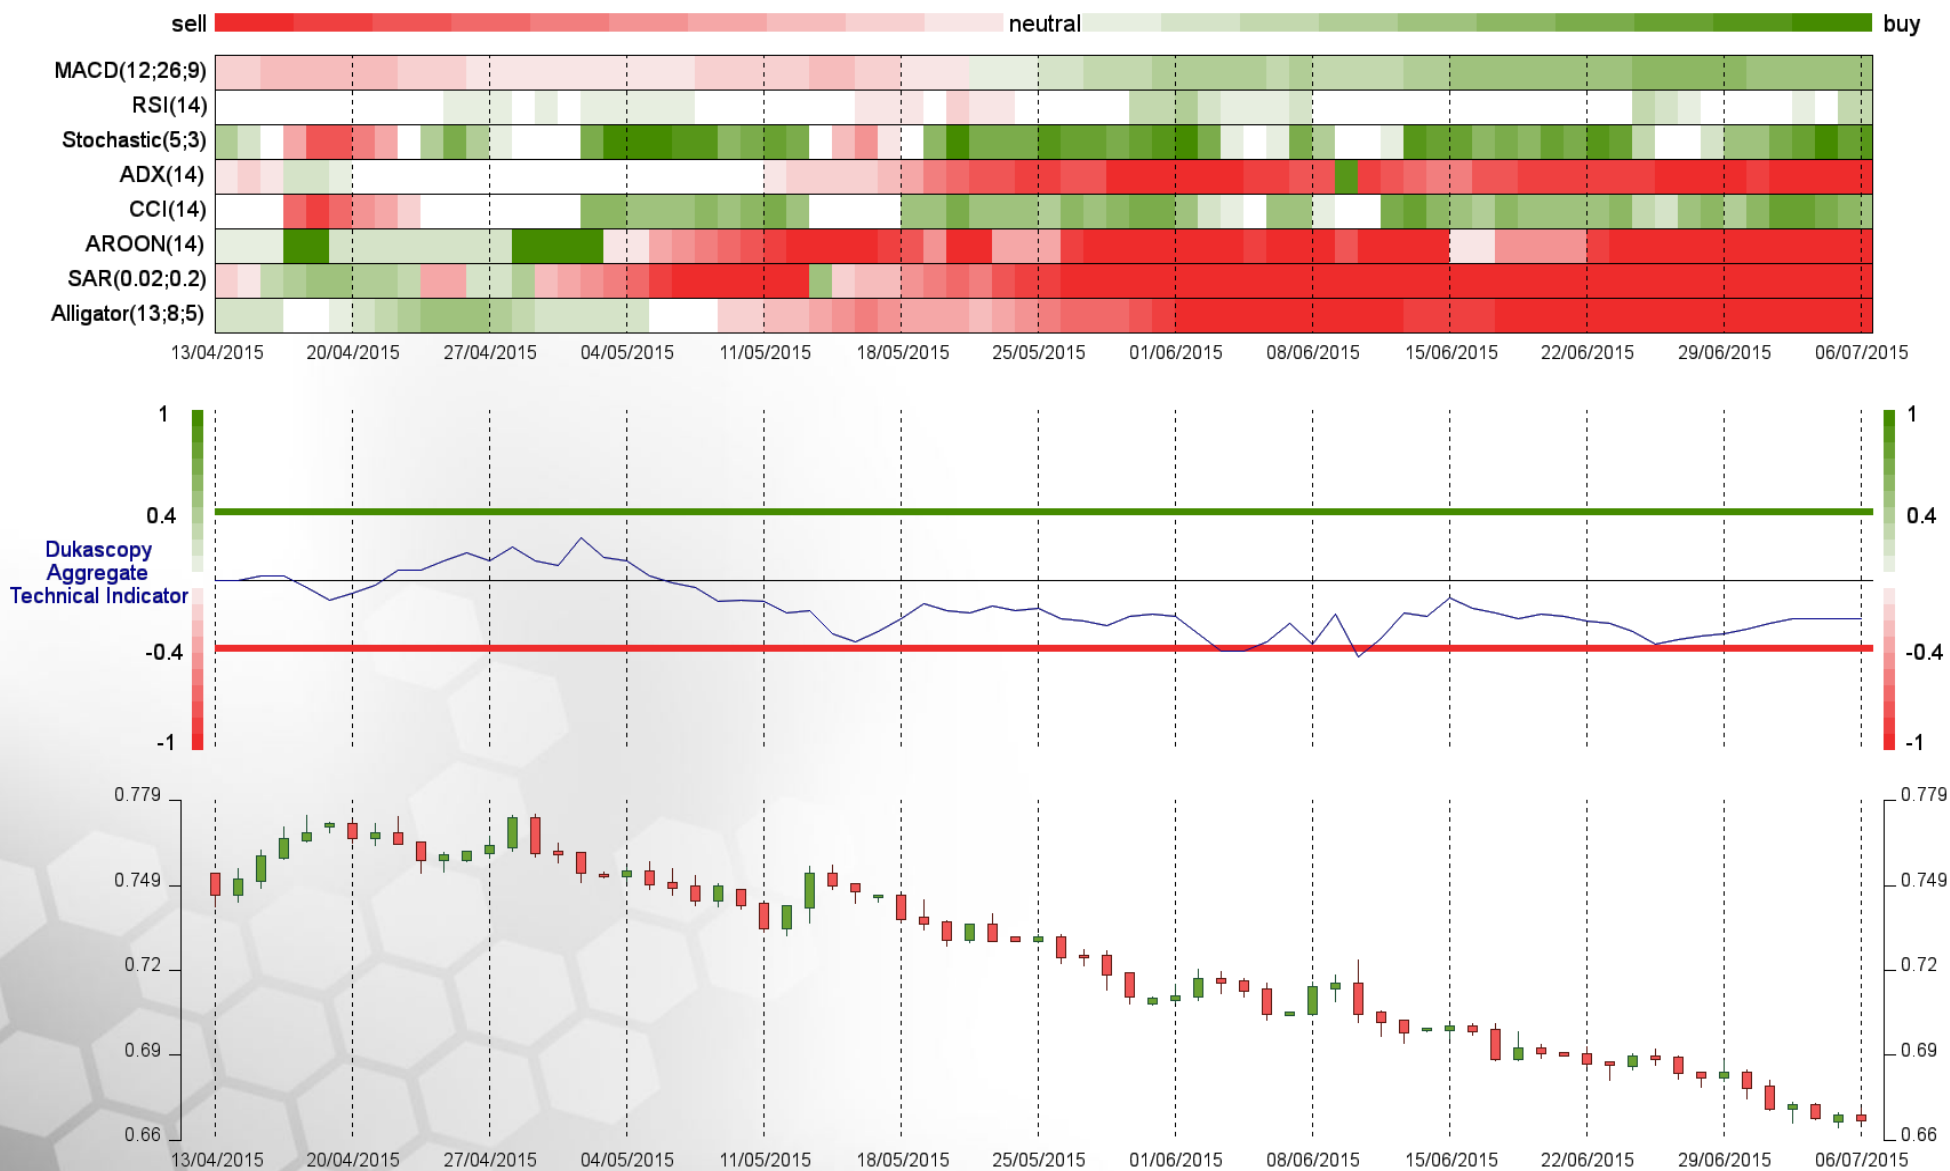 sell neutral buy
MACD(12;26;9)
RSI(14)
Stochastic(5;3)
ADX(14)
CCI(14)
AROON(14)
SAR(0.02;0.2)
Alligator(13;8;5)
13/04/2015 20/04/2015 27/04/2015 04/05/2015 11/05/2015 18/05/2015 25/05/2015 01/06/2015 08/06/2015 15/06/2015 22/06/2015 29/06/2015 06/07/2015
1 1
0.4 0.4
Dukascopy
Aggregate
Technical Indicator
-0.4 -0.4
-1 -1
0.779 0.779
0.749 0.749
0.72 0.72
0.69 0.69
0.66 0.66
13/04/2015 20/04/2015 27/04/2015 04/05/2015 11/05/2015 18/05/2015 25/05/2015 01/06/2015 08/06/2015 15/06/2015 22/06/2015 29/06/2015 06/07/2015